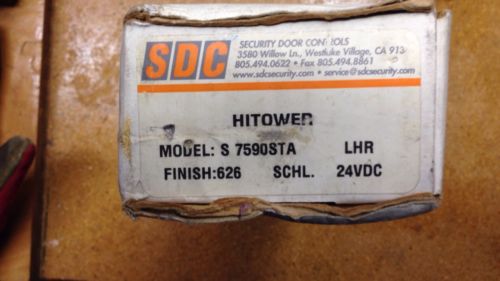 SDC
SECURITY DOOR CONTROLS
3580 Willow Ln., Westlake Village, CA 913
805.494.0622 • Fax 805.494.8861
www.sdcsecurity.com • service@sdcsecurity.com
HITOWER
MODEL: S 7590STA LHR
FINISH:626 SCHL. 24VDC